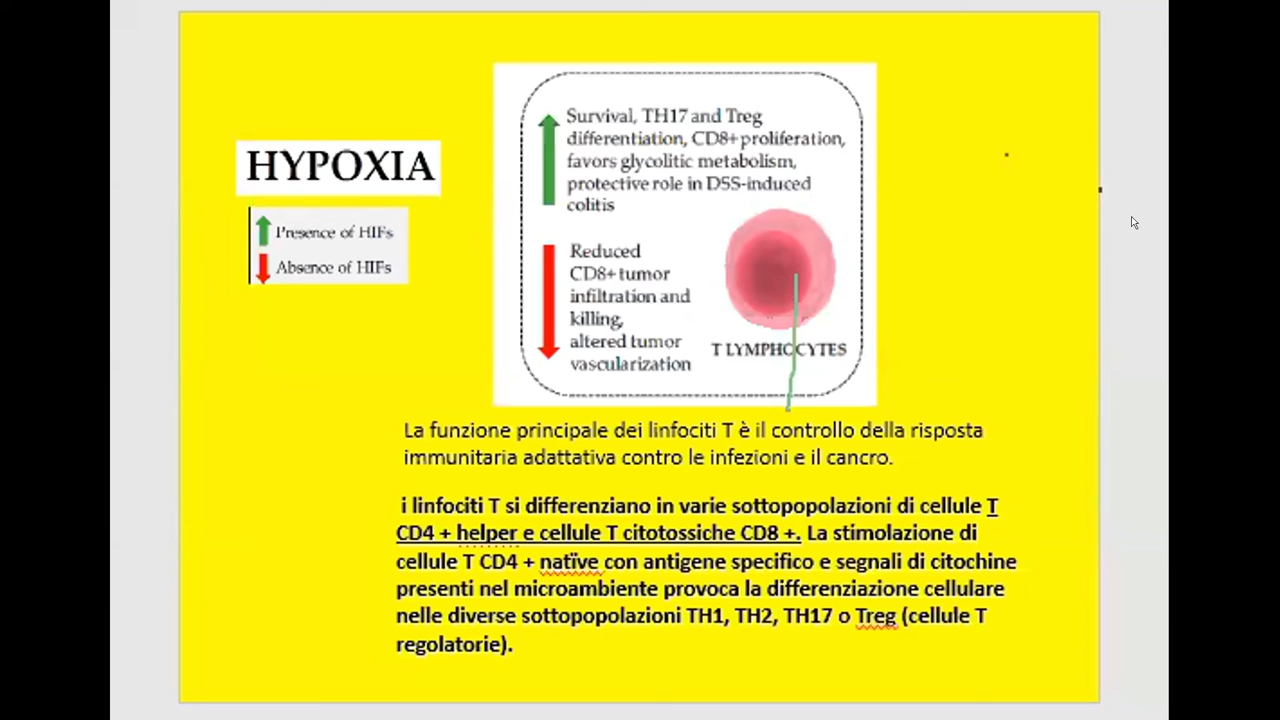 HYPOXIA
Presence of HIFs
Absence of HIFs
Survival, TH17 and Treg
differentiation, CD8+ proliferation,
favors glycolitic metabolism,
protective role in DSS-induced
colitis
Reduced
CD8+ tumor
infiltration and
killing,
altered tumor
vascularization
T LYMPHOCYTES
La funzione principale dei linfociti T è il controllo della risposta
immunitaria adattativa contro le infezioni e il cancro.
i linfociti T si differenziano in varie sottopopolazioni di cellule T
CD4 + helper e cellule T citotossiche CD8 +. La stimolazione di
cellule T CD4 + natïve con antigene specifico e segnali di citochine
presenti nel microambiente provoca la differenziazione cellulare
nelle diverse sottopopolazioni TH1, TH2, TH17 o Treg (cellule T
regolatorie).